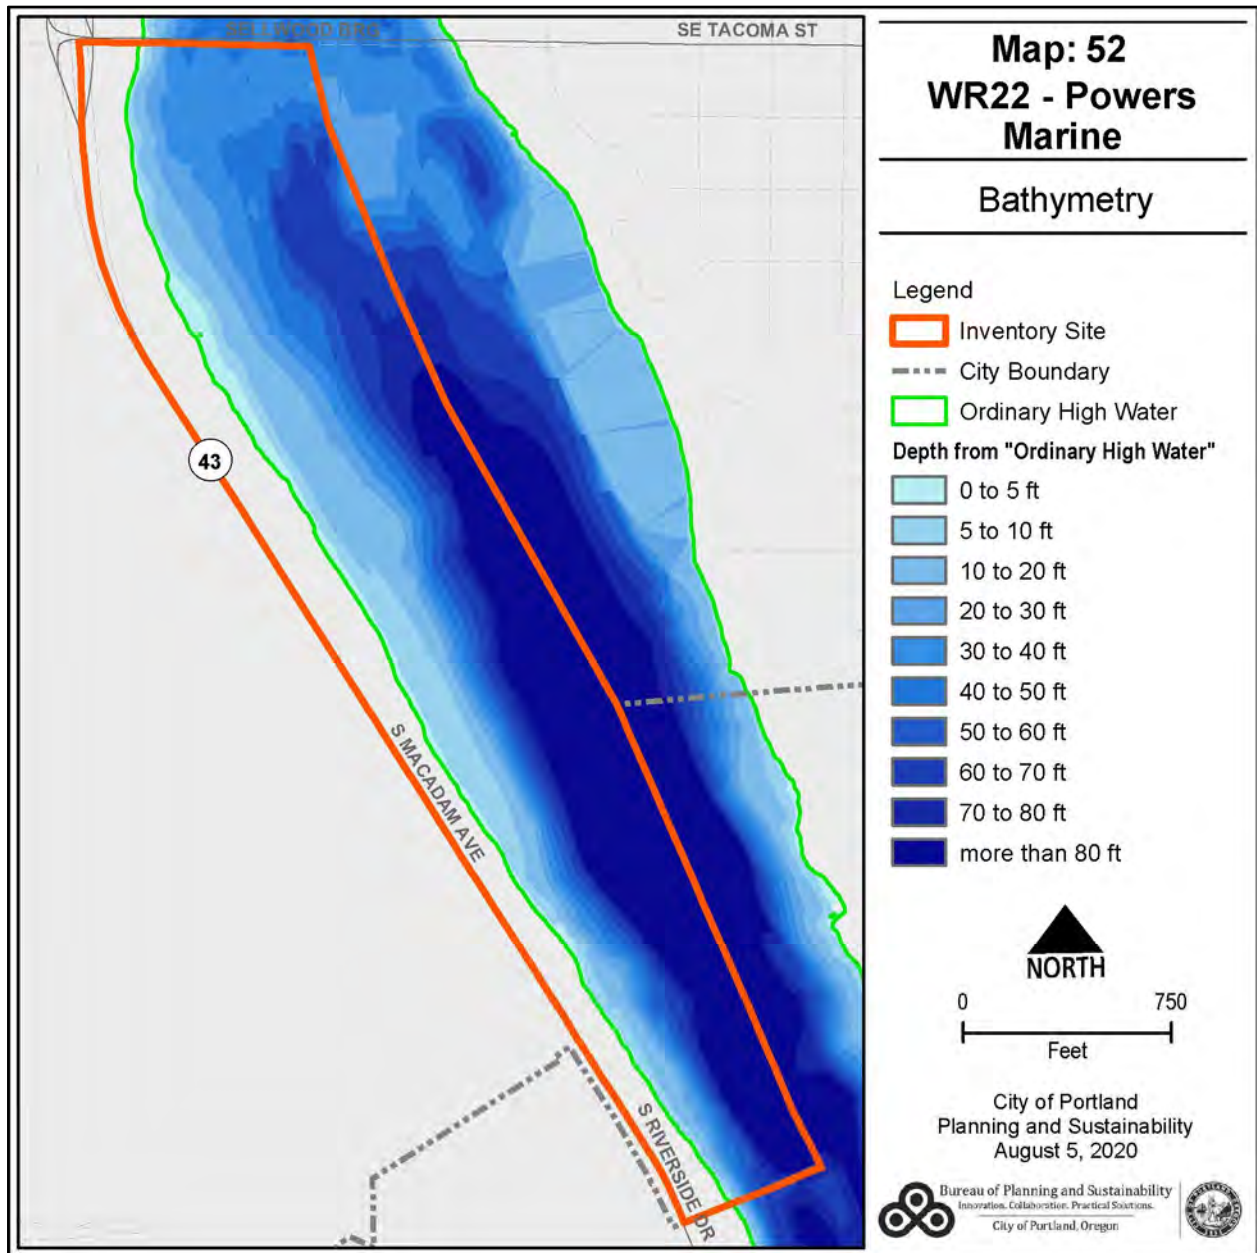 SELLWOOD BRG
SE TACOMA ST
43
S MACADAM AVE
S RIVERSIDE DR
Map: 52
WR22 - Powers
Marine
Bathymetry
Legend
Inventory Site
City Boundary
Ordinary High Water
Depth from "Ordinary High Water"
0 to 5 ft
5 to 10 ft
10 to 20 ft
20 to 30 ft
30 to 40 ft
40 to 50 ft
50 to 60 ft
60 to 70 ft
70 to 80 ft
more than 80 ft
NORTH
0 750
Feet
City of Portland
Planning and Sustainability
August 5, 2020
Bureau of Planning and Sustainability
Innovation. Collaboration. Practical Solutions.
City of Portland, Oregon